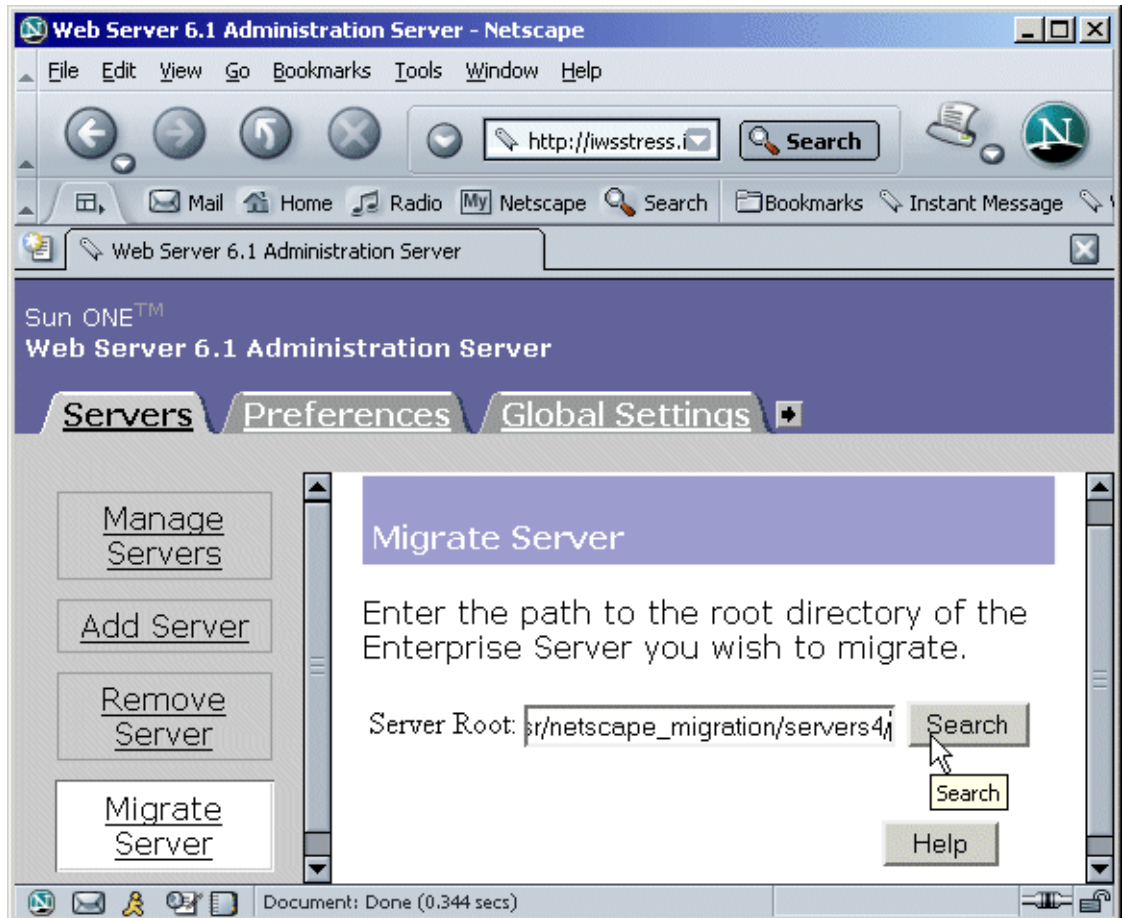 Web Server 6.1 Administration Server - Netscape
File Edit View Go Bookmarks Tools Window Help
http://iwsstress.i Search N
Mail Home Radio My Netscape Search Bookmarks Instant Message
Web Server 6.1 Administration Server
Sun ONE™
Web Server 6.1 Administration Server
Servers Preferences Global Settings
Manage
Servers
Add Server
Remove
Server
Migrate
Server
Migrate Server
Enter the path to the root directory of the
Enterprise Server you wish to migrate.
Server Root: sr/netscape_migration/servers4/ Search
Search
Help
Document: Done (0.344 secs)